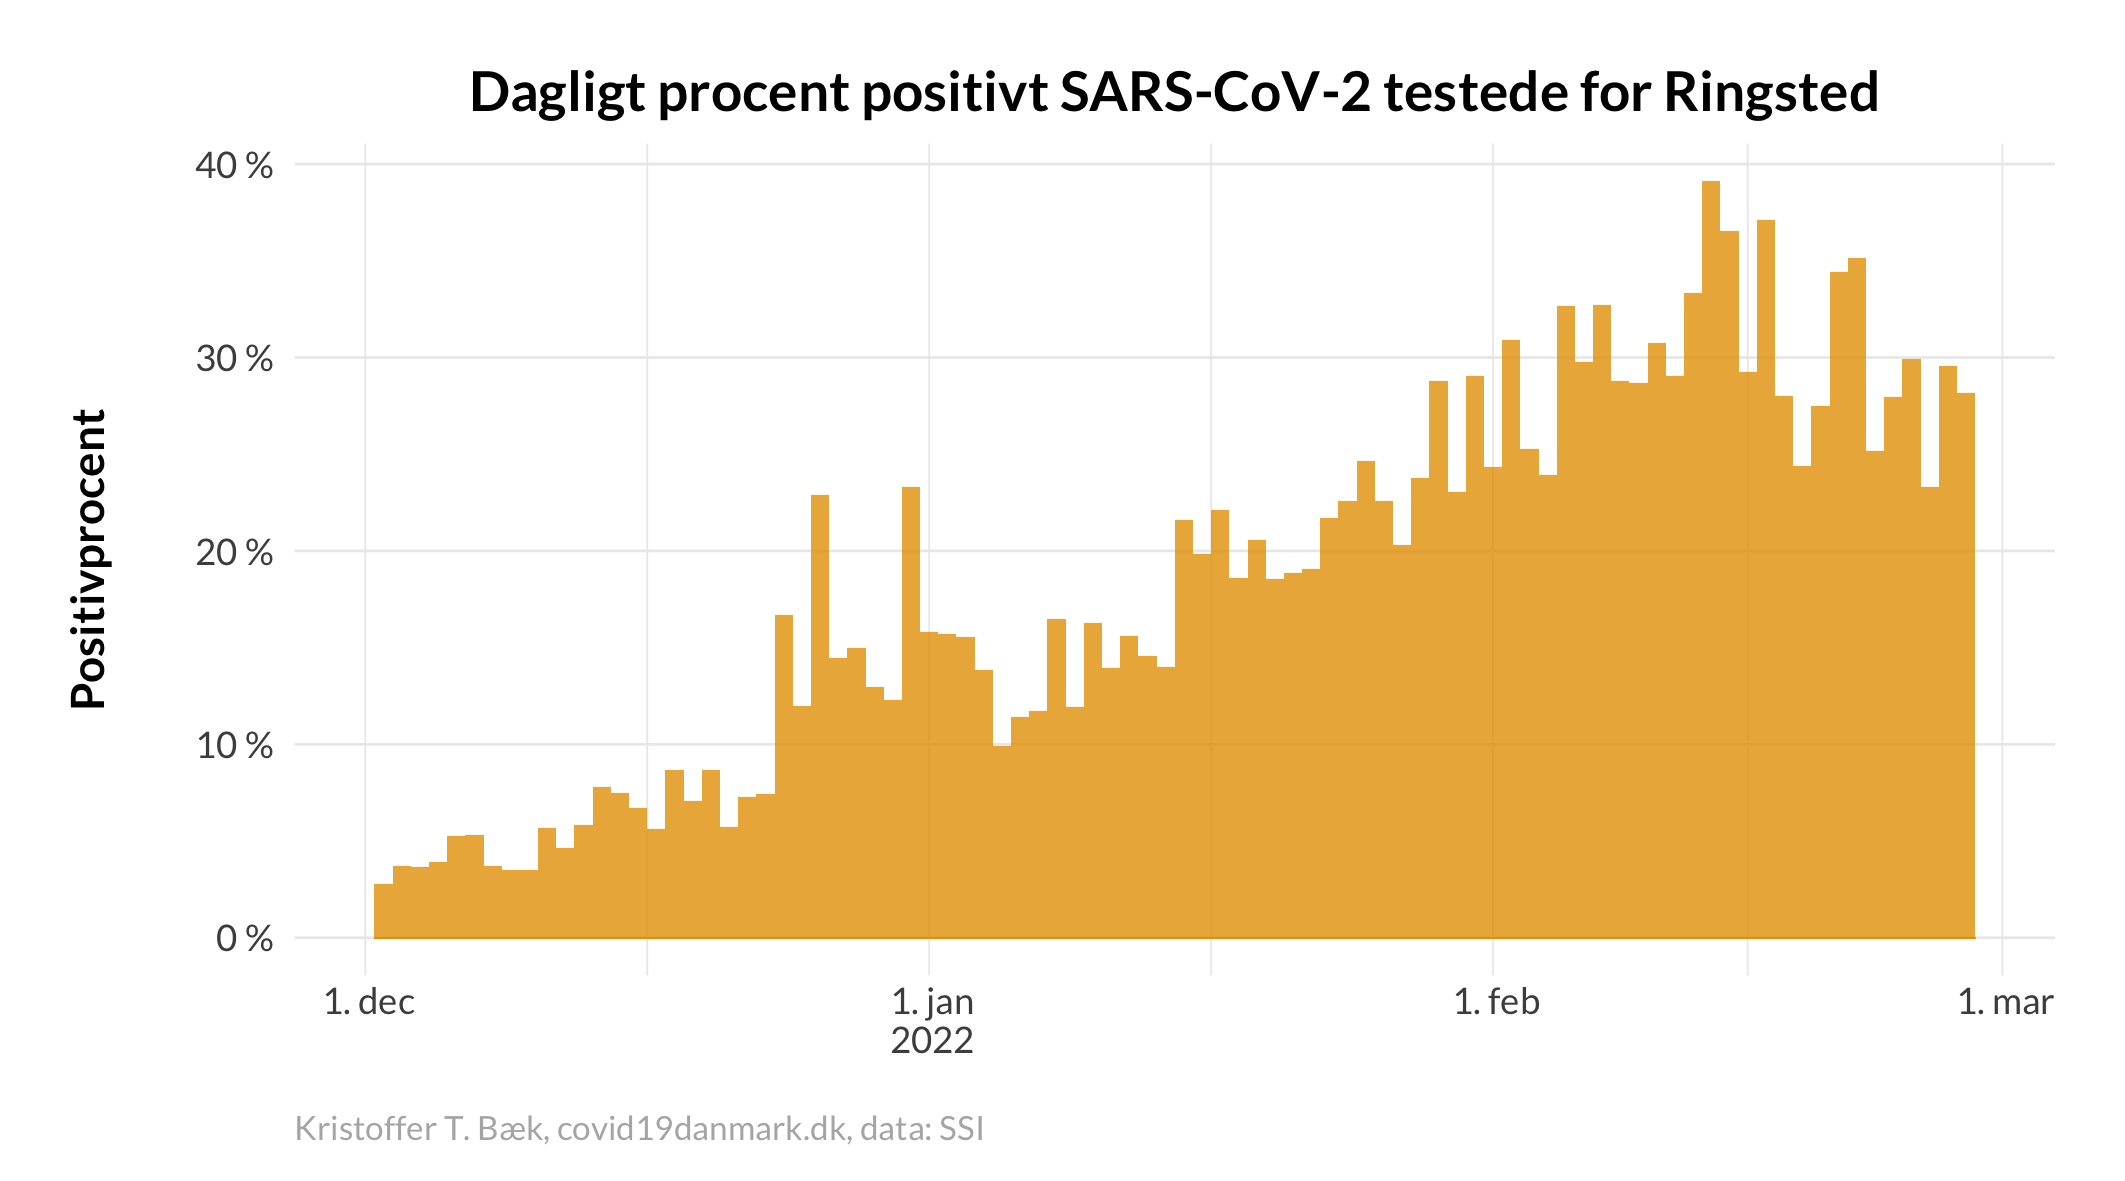 Dagligt procent positivt SARS-CoV-2 testede for Ringsted
Positivprocent
40 %
30 %
20 %
10 %
0 %
1. dec
1. jan
2022
1. feb
1. mar
Kristoffer T. Bæk, covid19danmark.dk, data: SSI